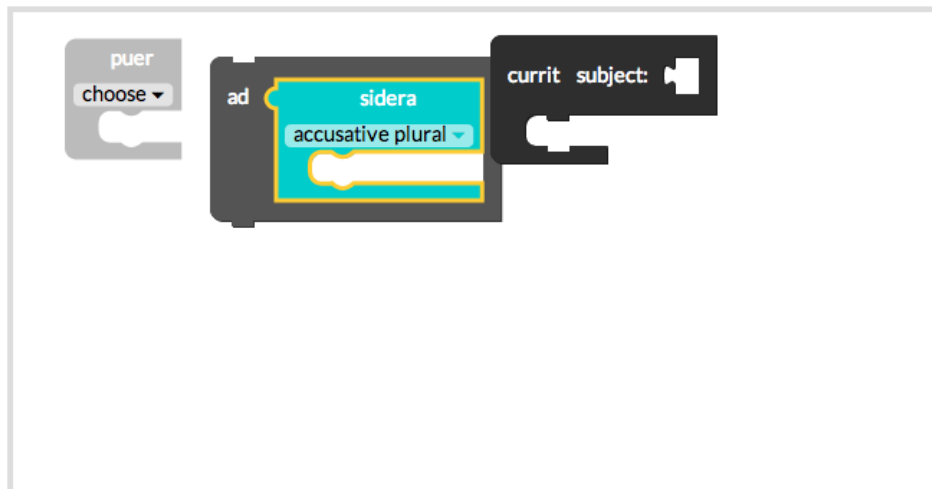 puer
choose
ad
sidera
accusative plural
currit subject: